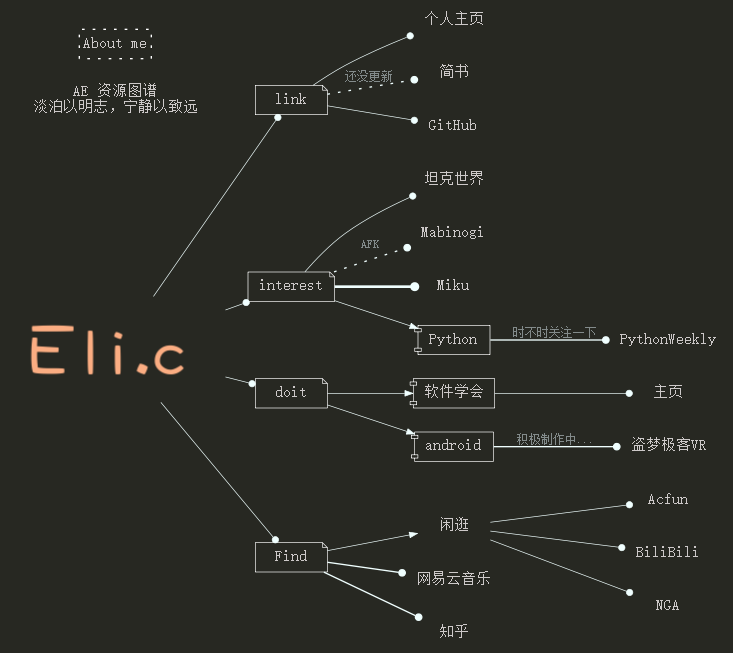 About me
AE 资源图谱
淡泊以明志，宁静以致远
Eli.c
link
个人主页
还没更新
简书
GitHub
interest
坦克世界
AFK
Mabinogi
Miku
Python
时不时关注一下
PythonWeekly
doit
软件学会
主页
android
积极制作中...
盗梦极客VR
Find
闲逛
Acfun
BiliBili
NGA
网易云音乐
知乎